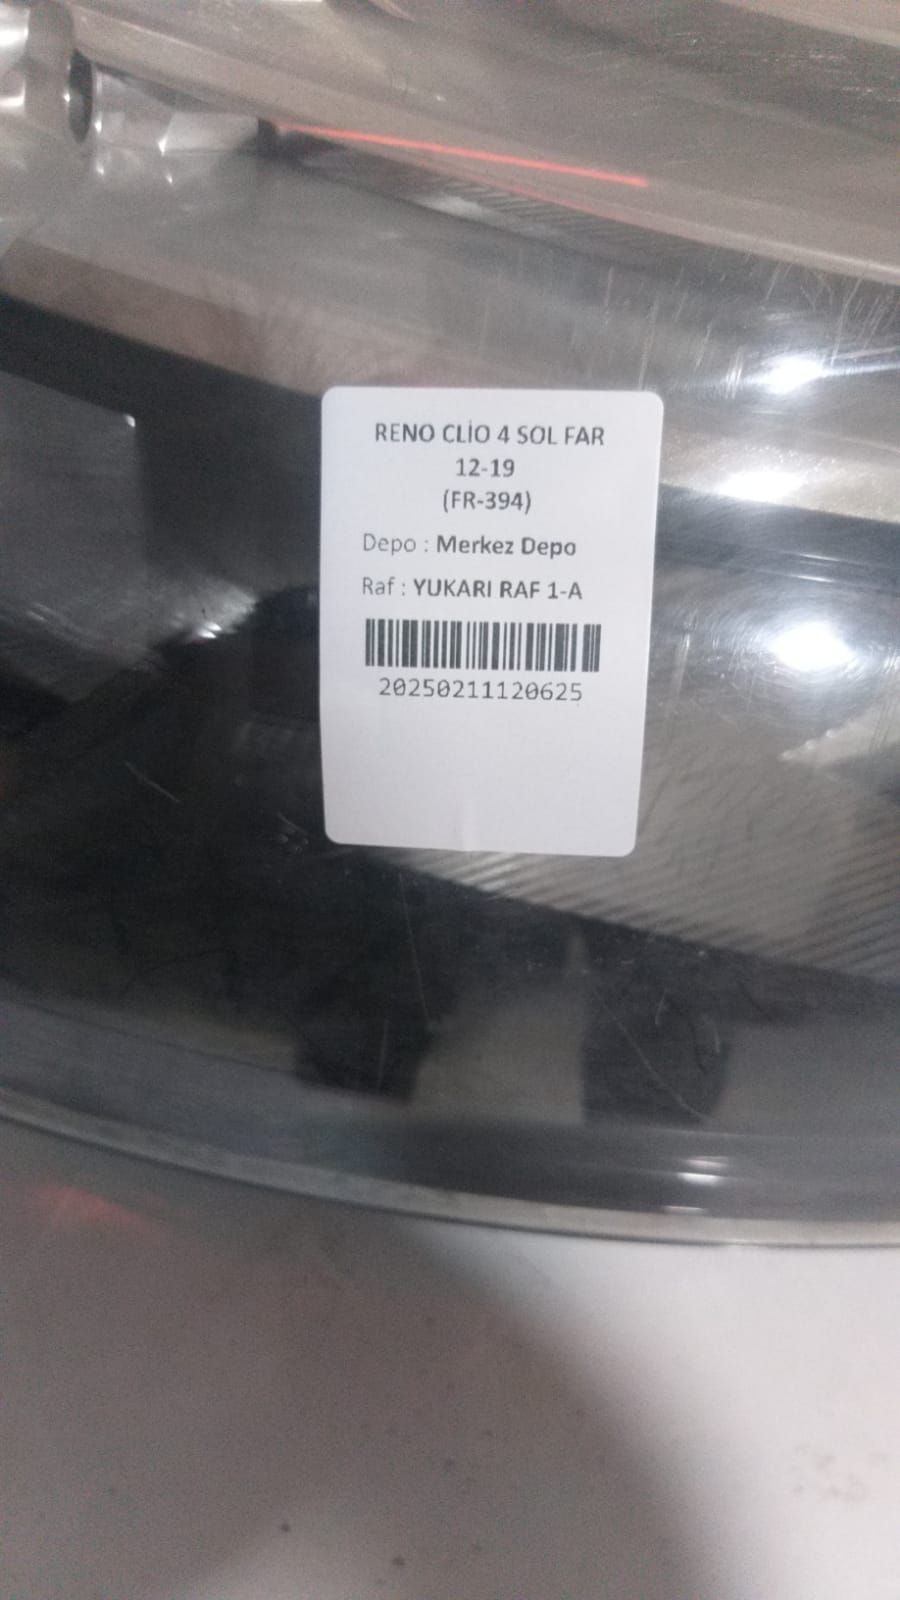 RENO CLİO 4 SOL FAR
12-19
(FR-394)
Depo : Merkez Depo
Raf : YUKARI RAF 1-A
20250211120625